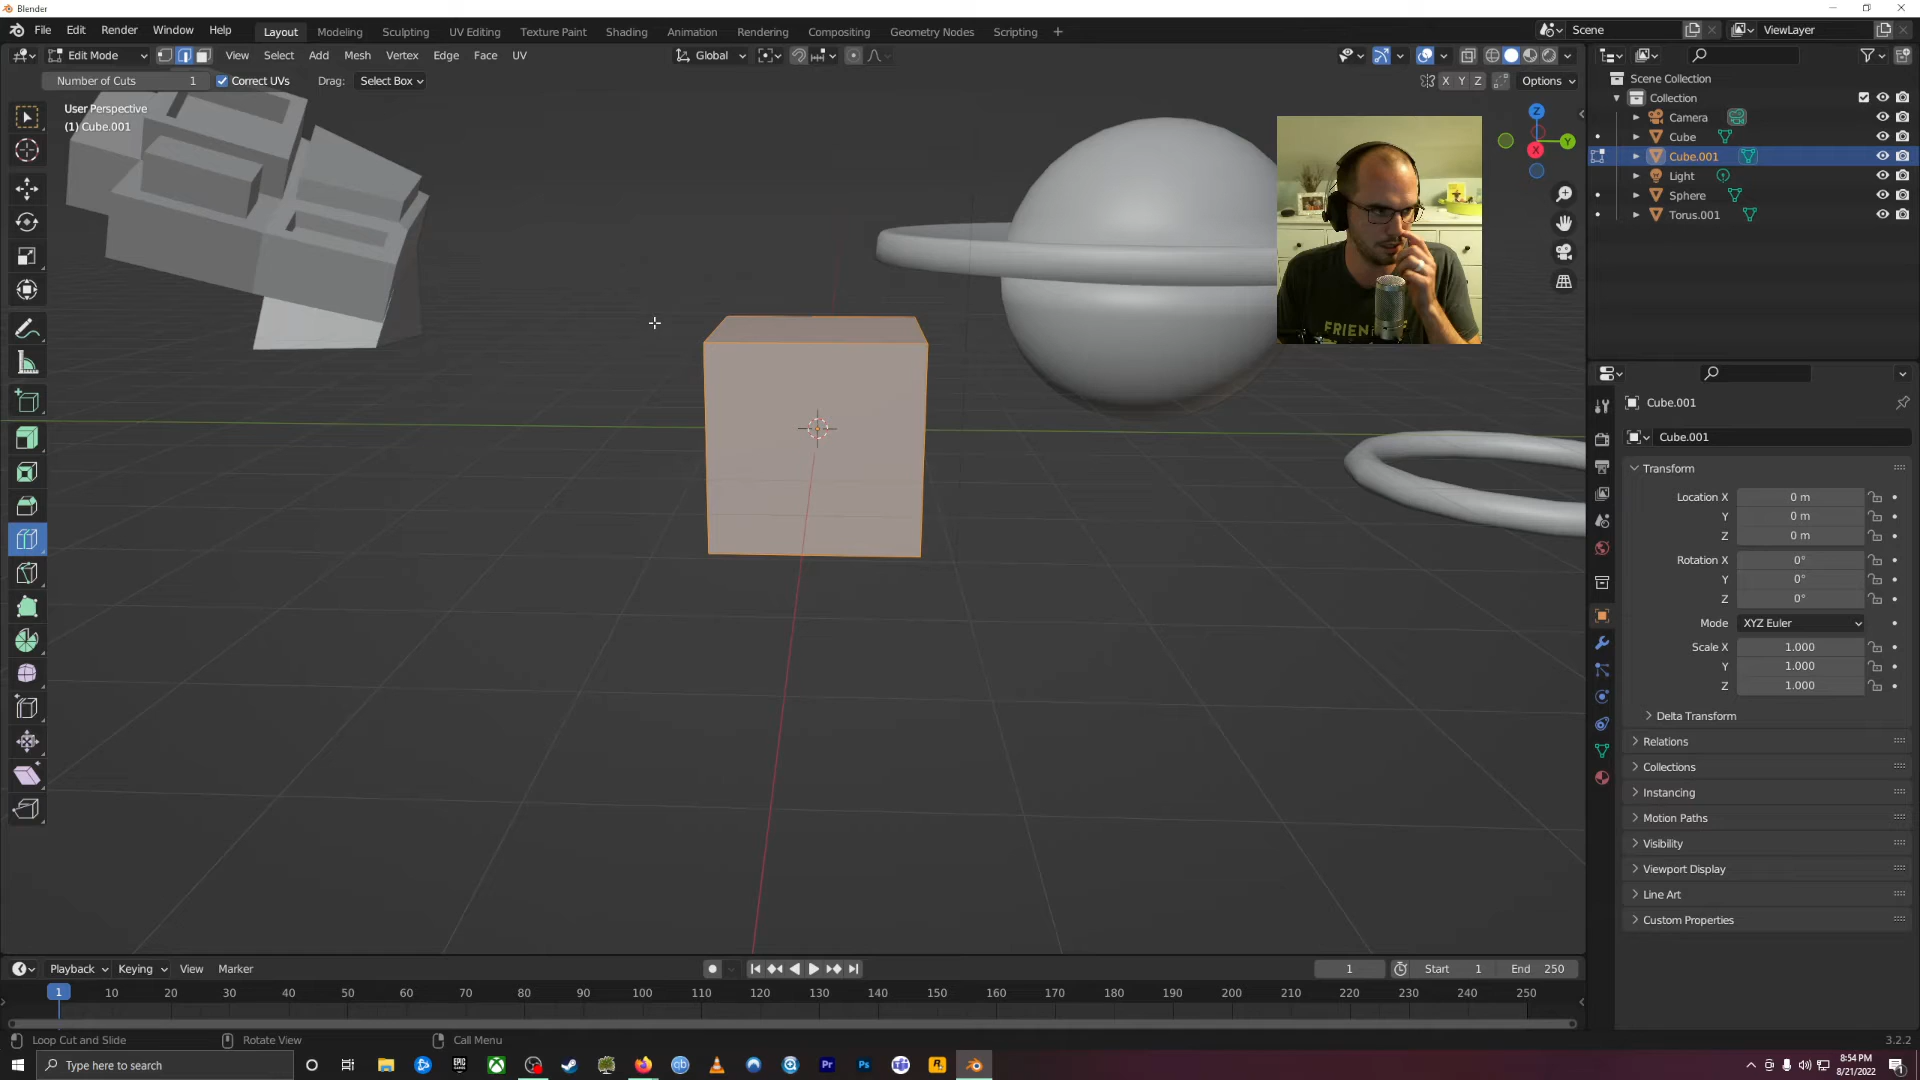 Blender
File Edit Render Window Help Layout Modeling Sculpting UV Editing Texture Paint Shading Animation Rendering Compositing Geometry Nodes Scripting + Scene ViewLayer
Edit Mode View Select Add Mesh Vertex Edge Face UV Global
Number of Cuts 1 Correct UVs Drag: Select Box X Y Z Options
User Perspective
(1) Cube.001
Z
Y
X
FRIEN
Scene Collection
Collection
Camera
Cube
Cube.001
Light
Sphere
Torus.001
Cube.001
Cube.001
Transform
Location X 0 m
Y 0 m
Z 0 m
Rotation X 0°
Y 0°
Z 0°
Mode XYZ Euler
Scale X 1.000
Y 1.000
Z 1.000
Delta Transform
Relations
Collections
Instancing
Motion Paths
Visibility
Viewport Display
Line Art
Custom Properties
Playback Keying View Marker 1 Start 1 End 250
1 10 20 30 40 50 60 70 80 90 100 110 120 130 140 150 160 170 180 190 200 210 220 230 240 250
Loop Cut and Slide Rotate View Call Menu 3.2.2
Type here to search EPIC GAMES qb Pr Ps R 8:54 PM
8/21/2022